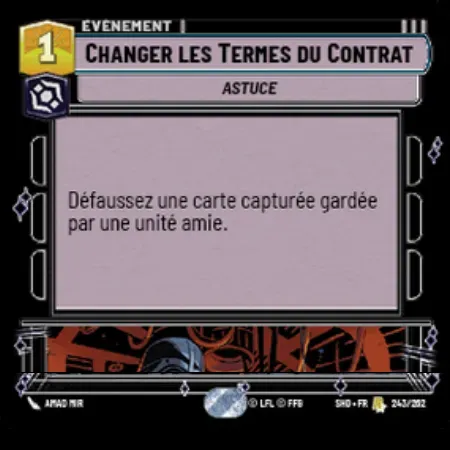 ÉVÉNEMENT
1
CHANGER LES TERMES DU CONTRAT
ASTUCE
Défaussez une carte capturée gardée
par une unité amie.
AMAD MIR
© LFL © FFG
SHD • FR
243/262